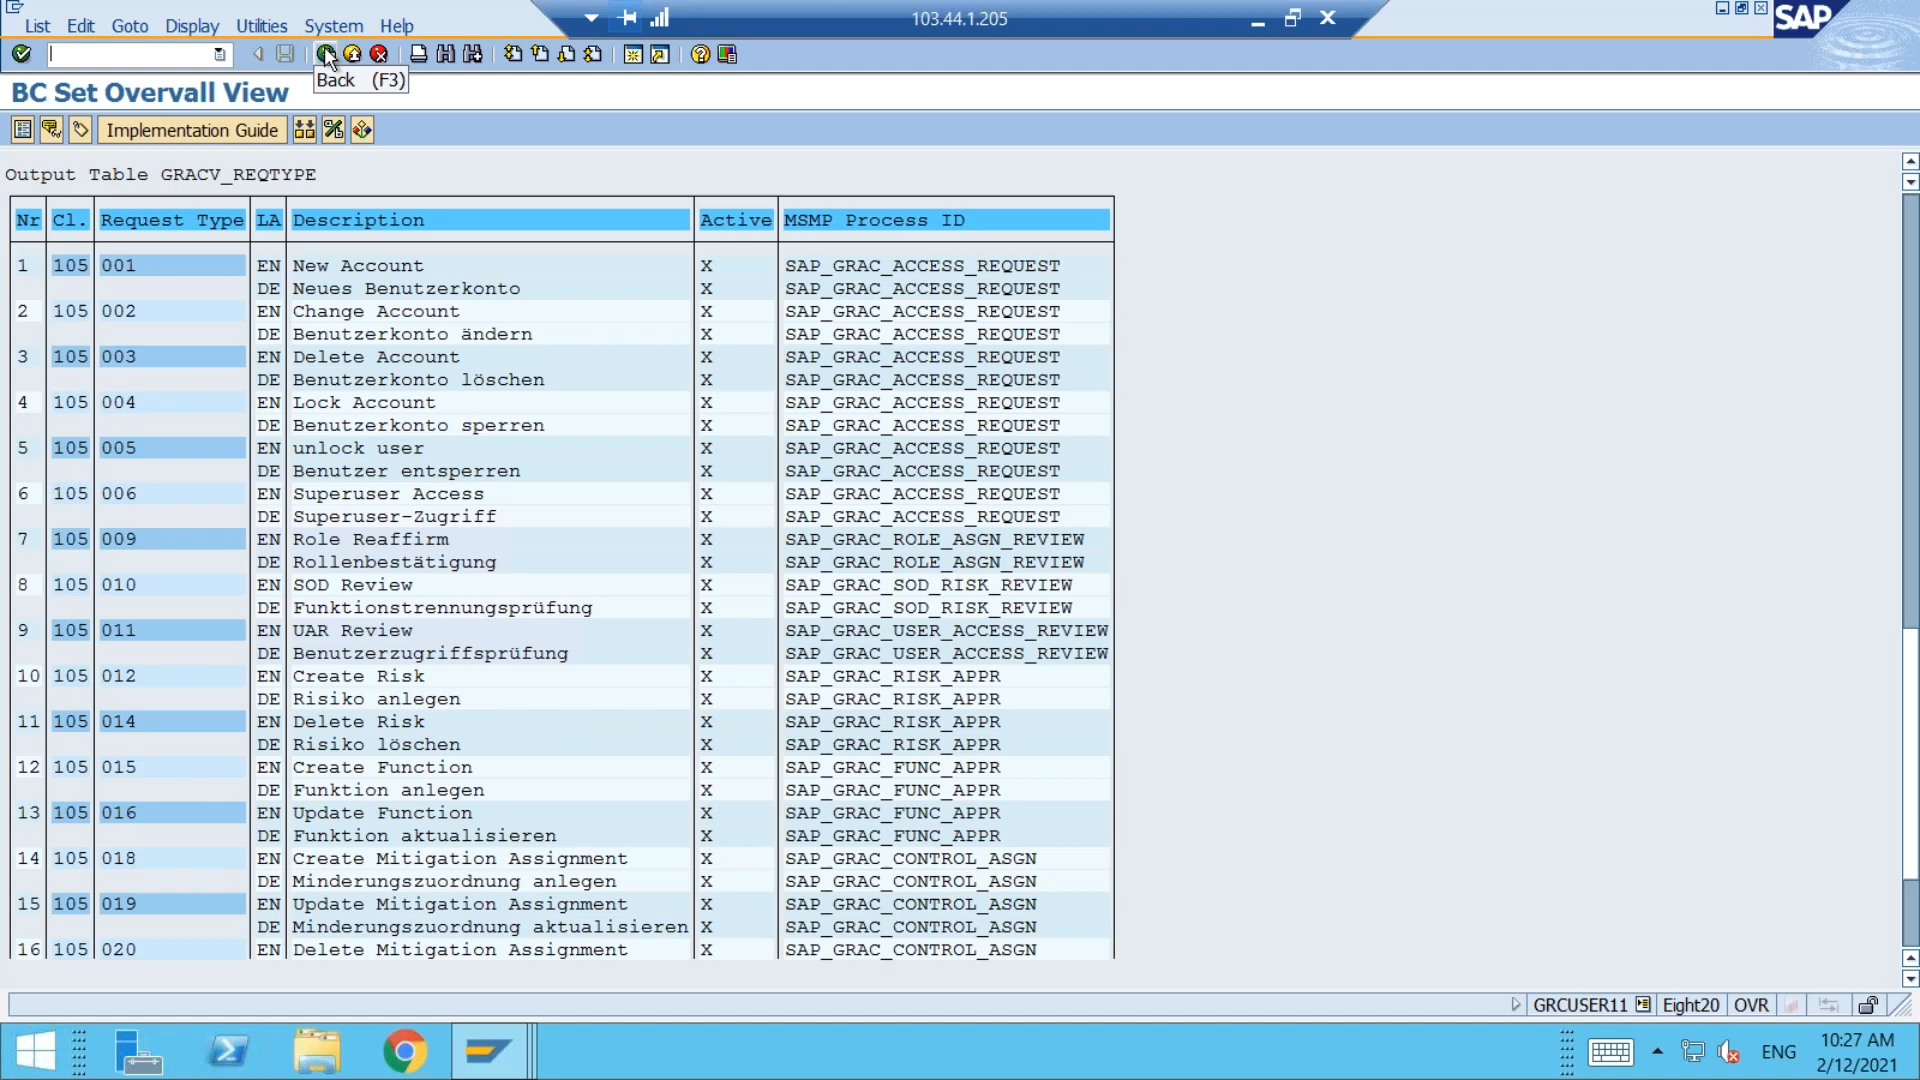 103.44.1.205
List Edit Goto Display Utilities System Help
SAP
Back (F3)
BC Set Overvall View
Implementation Guide
Output Table GRACV_REQTYPE
Nr Cl. Request Type LA Description Active MSMP Process ID
1 105 001 EN New Account X SAP_GRAC_ACCESS_REQUEST
DE Neues Benutzerkonto X SAP_GRAC_ACCESS_REQUEST
2 105 002 EN Change Account X SAP_GRAC_ACCESS_REQUEST
DE Benutzerkonto ändern X SAP_GRAC_ACCESS_REQUEST
3 105 003 EN Delete Account X SAP_GRAC_ACCESS_REQUEST
DE Benutzerkonto löschen X SAP_GRAC_ACCESS_REQUEST
4 105 004 EN Lock Account X SAP_GRAC_ACCESS_REQUEST
DE Benutzerkonto sperren X SAP_GRAC_ACCESS_REQUEST
5 105 005 EN unlock user X SAP_GRAC_ACCESS_REQUEST
DE Benutzer entsperren X SAP_GRAC_ACCESS_REQUEST
6 105 006 EN Superuser Access X SAP_GRAC_ACCESS_REQUEST
DE Superuser-Zugriff X SAP_GRAC_ACCESS_REQUEST
7 105 009 EN Role Reaffirm X SAP_GRAC_ROLE_ASGN_REVIEW
DE Rollenbestätigung X SAP_GRAC_ROLE_ASGN_REVIEW
8 105 010 EN SOD Review X SAP_GRAC_SOD_RISK_REVIEW
DE Funktionstrennungsprüfung X SAP_GRAC_SOD_RISK_REVIEW
9 105 011 EN UAR Review X SAP_GRAC_USER_ACCESS_REVIEW
DE Benutzerzugriffsprüfung X SAP_GRAC_USER_ACCESS_REVIEW
10 105 012 EN Create Risk X SAP_GRAC_RISK_APPR
DE Risiko anlegen X SAP_GRAC_RISK_APPR
11 105 014 EN Delete Risk X SAP_GRAC_RISK_APPR
DE Risiko löschen X SAP_GRAC_RISK_APPR
12 105 015 EN Create Function X SAP_GRAC_FUNC_APPR
DE Funktion anlegen X SAP_GRAC_FUNC_APPR
13 105 016 EN Update Function X SAP_GRAC_FUNC_APPR
DE Funktion aktualisieren X SAP_GRAC_FUNC_APPR
14 105 018 EN Create Mitigation Assignment X SAP_GRAC_CONTROL_ASGN
DE Minderungszuordnung anlegen X SAP_GRAC_CONTROL_ASGN
15 105 019 EN Update Mitigation Assignment X SAP_GRAC_CONTROL_ASGN
DE Minderungszuordnung aktualisieren X SAP_GRAC_CONTROL_ASGN
16 105 020 EN Delete Mitigation Assignment X SAP_GRAC_CONTROL_ASGN
GRCUSER11 Eight20 OVR
ENG 10:27 AM
2/12/2021